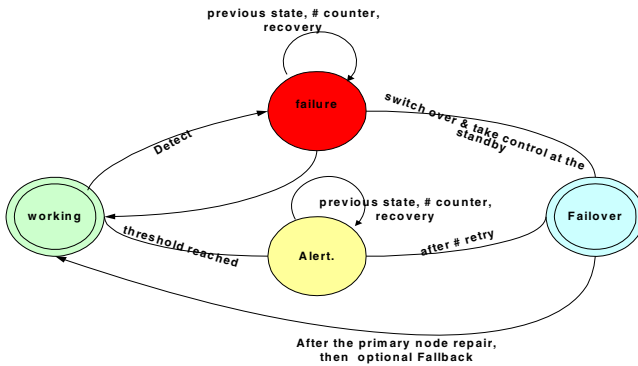 previous state, # counter,
recovery
failure
switch over & take control at the
standby
Detect
previous state, # counter,
recovery
working
Failover
threshold reached
Alert.
after # retry
After the primary node repair,
then optional Fallback